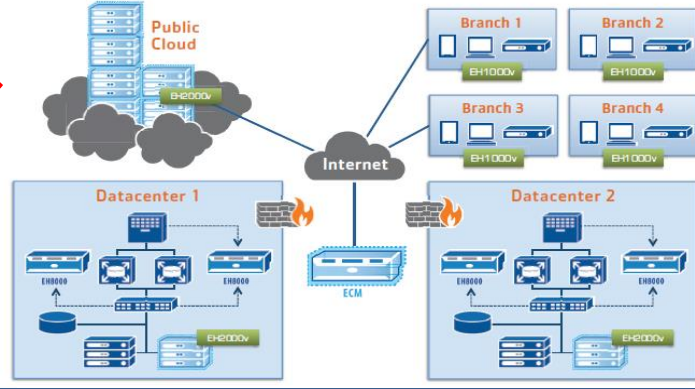 Public
Cloud
EH2000v
Branch 1
EH1000v
Branch 2
EH1000v
Branch 3
EH1000v
Branch 4
EH1000v
Internet
ECM
Datacenter 1
EH8000
EH8000
EH2000v
Datacenter 2
EH8000
EH8000
EH2000v